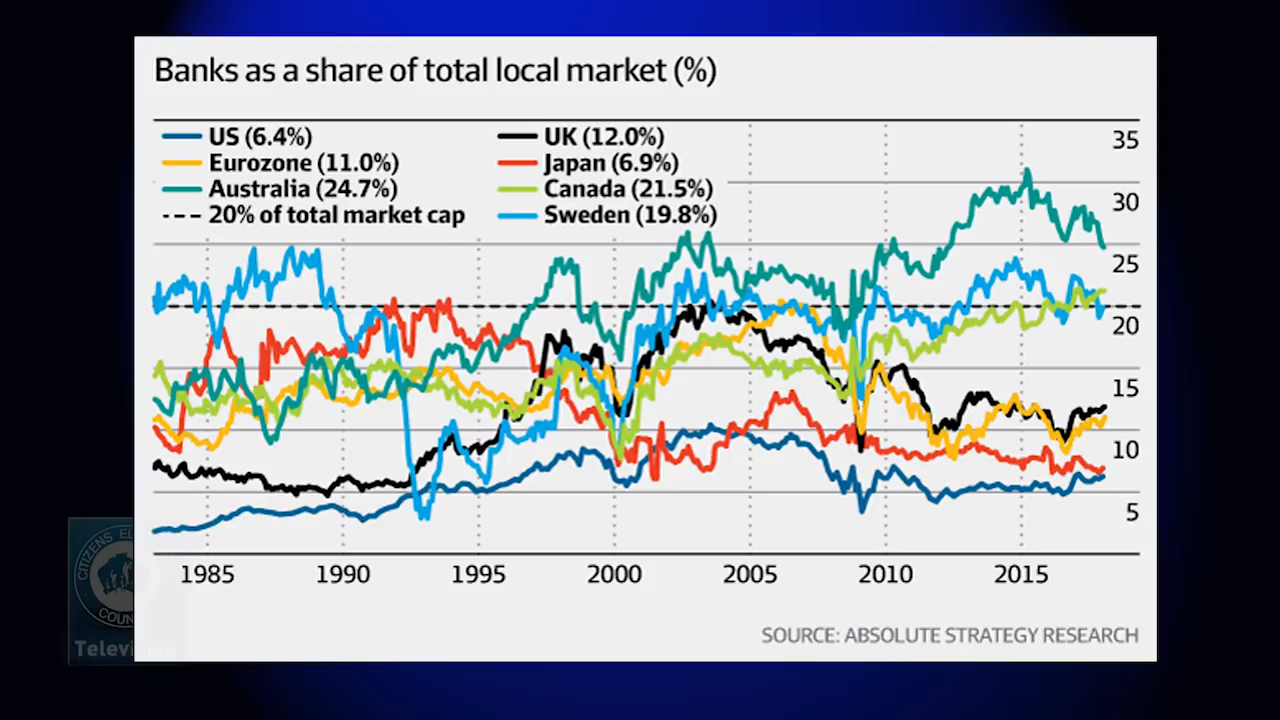 Banks as a share of total local market (%)
US (6.4%)
UK (12.0%)
Eurozone (11.0%)
Japan (6.9%)
Australia (24.7%)
Canada (21.5%)
20% of total market cap
Sweden (19.8%)
35
30
25
20
15
10
5
1985 1990 1995 2000 2005 2010 2015
SOURCE: ABSOLUTE STRATEGY RESEARCH
CITIZENS